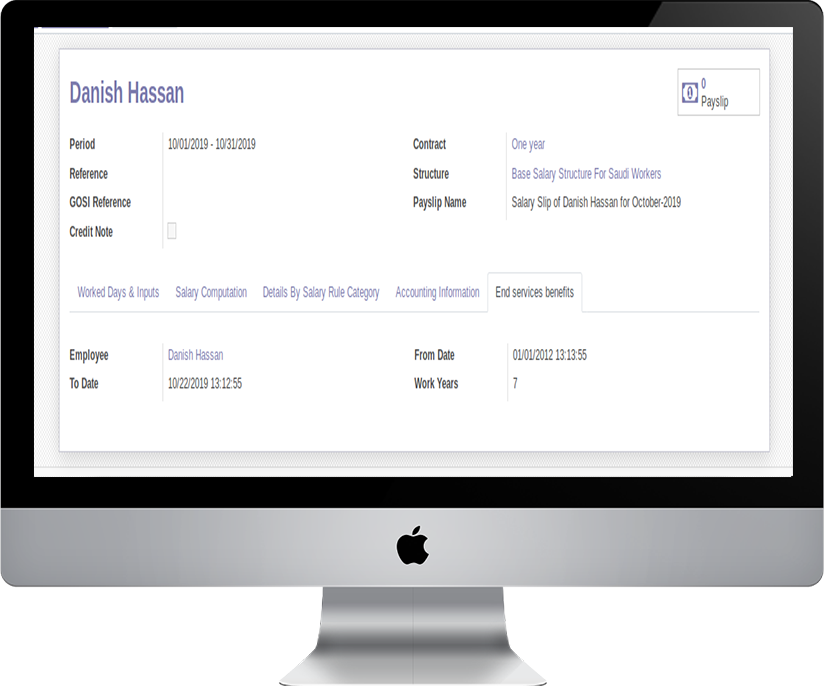 Danish Hassan
0
Payslip
Period 10/01/2019 - 10/31/2019 Contract One year
Reference Structure Base Salary Structure For Saudi Workers
GOSI Reference Payslip Name Salary Slip of Danish Hassan for October-2019
Credit Note
Worked Days & Inputs Salary Computation Details By Salary Rule Category Accounting Information End services benefits
Employee Danish Hassan From Date 01/01/2012 13:13:55
To Date 10/22/2019 13:12:55 Work Years 7